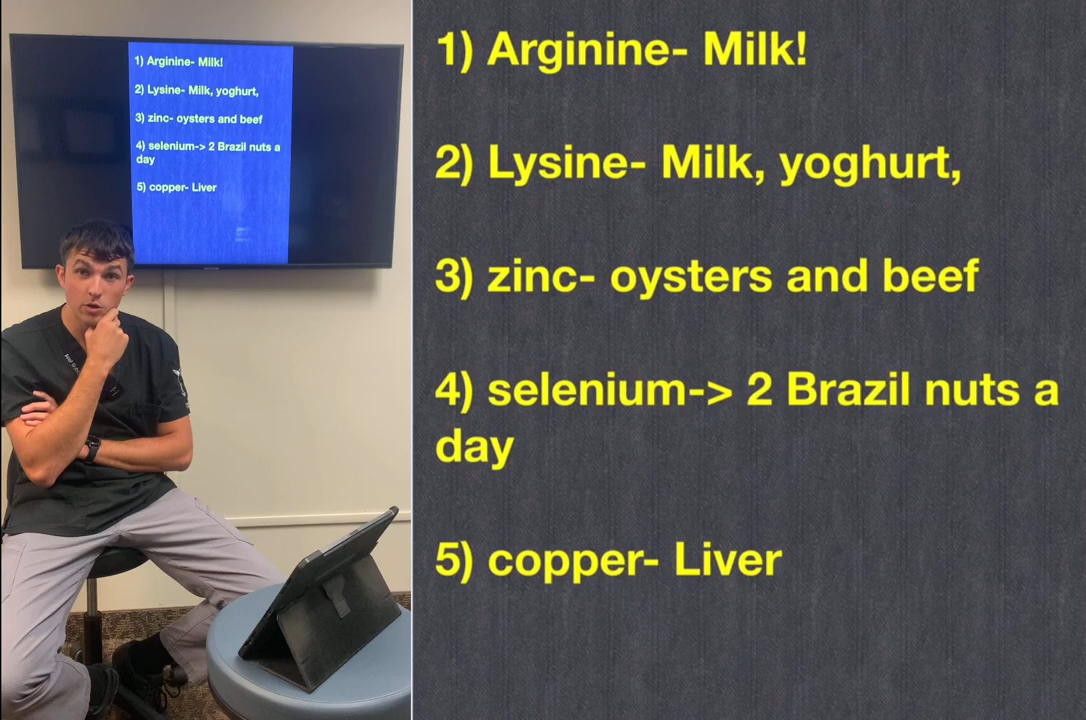 1) Arginine- Milk!
2) Lysine- Milk, yoghurt,
3) zinc- oysters and beef
4) selenium-> 2 Brazil nuts a
day
5) copper- Liver
1) Arginine- Milk!
2) Lysine- Milk, yoghurt,
3) zinc- oysters and beef
4) selenium-> 2 Brazil nuts a
day
5) copper- Liver